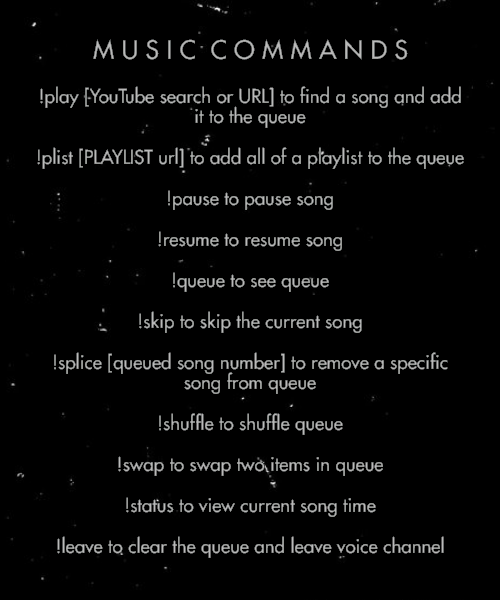 MUSIC COMMANDS
!play [YouTube search or URL] to find a song and add
it to the queue
!plist [PLAYLIST url] to add all of a playlist to the queue
!pause to pause song
!resume to resume song
!queue to see queue
!skip to skip the current song
!splice [queued song number] to remove a specific
song from queue
!shuffle to shuffle queue
!swap to swap two items in queue
!status to view current song time
!leave to clear the queue and leave voice channel